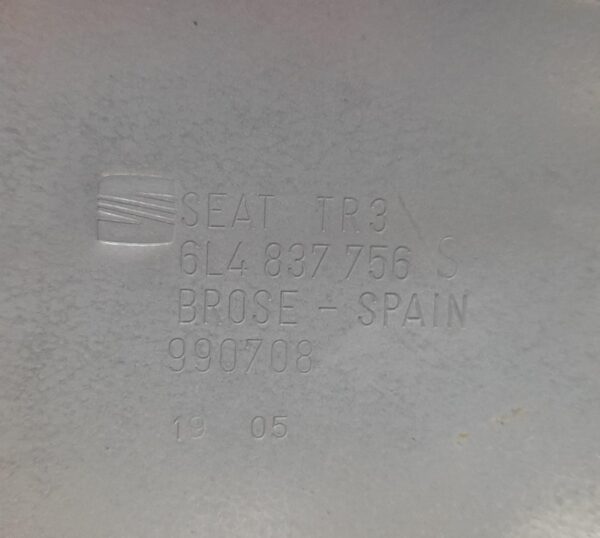 SEAT TR3
6L4 837 756 S
BROSE - SPAIN
990708
19 05